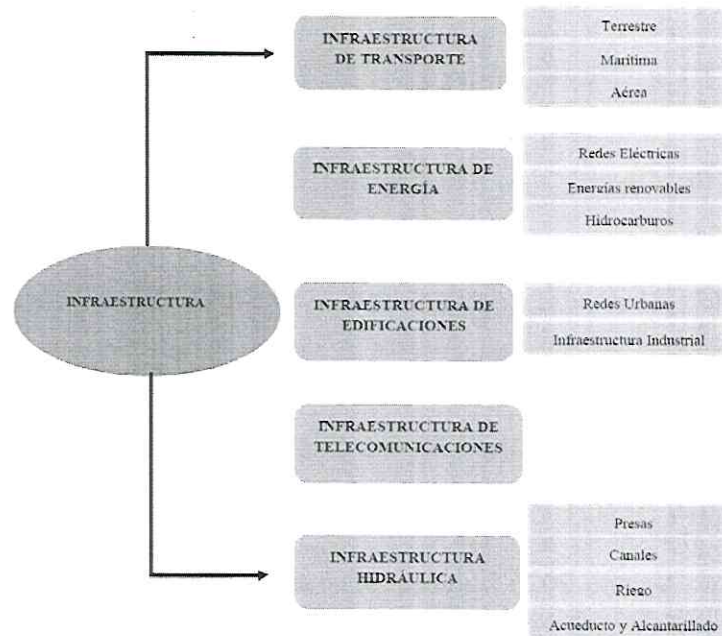 INFRAESTRUCTURA
DE TRANSPORTE
Terrestre
Marítima
Aérea
INFRAESTRUCTURA DE
ENERGÍA
Redes Eléctricas
Energías renovables
Hidrocarburos
INFRAESTRUCTURA
INFRAESTRUCTURA DE
EDIFICACIONES
Redes Urbanas
Infraestructura Industrial
INFRAESTRUCTURA DE
TELECOMUNICACIONES
INFRAESTRUCTURA
HIDRÁULICA
Presas
Canales
Riego
Acueducto y Alcantarillado